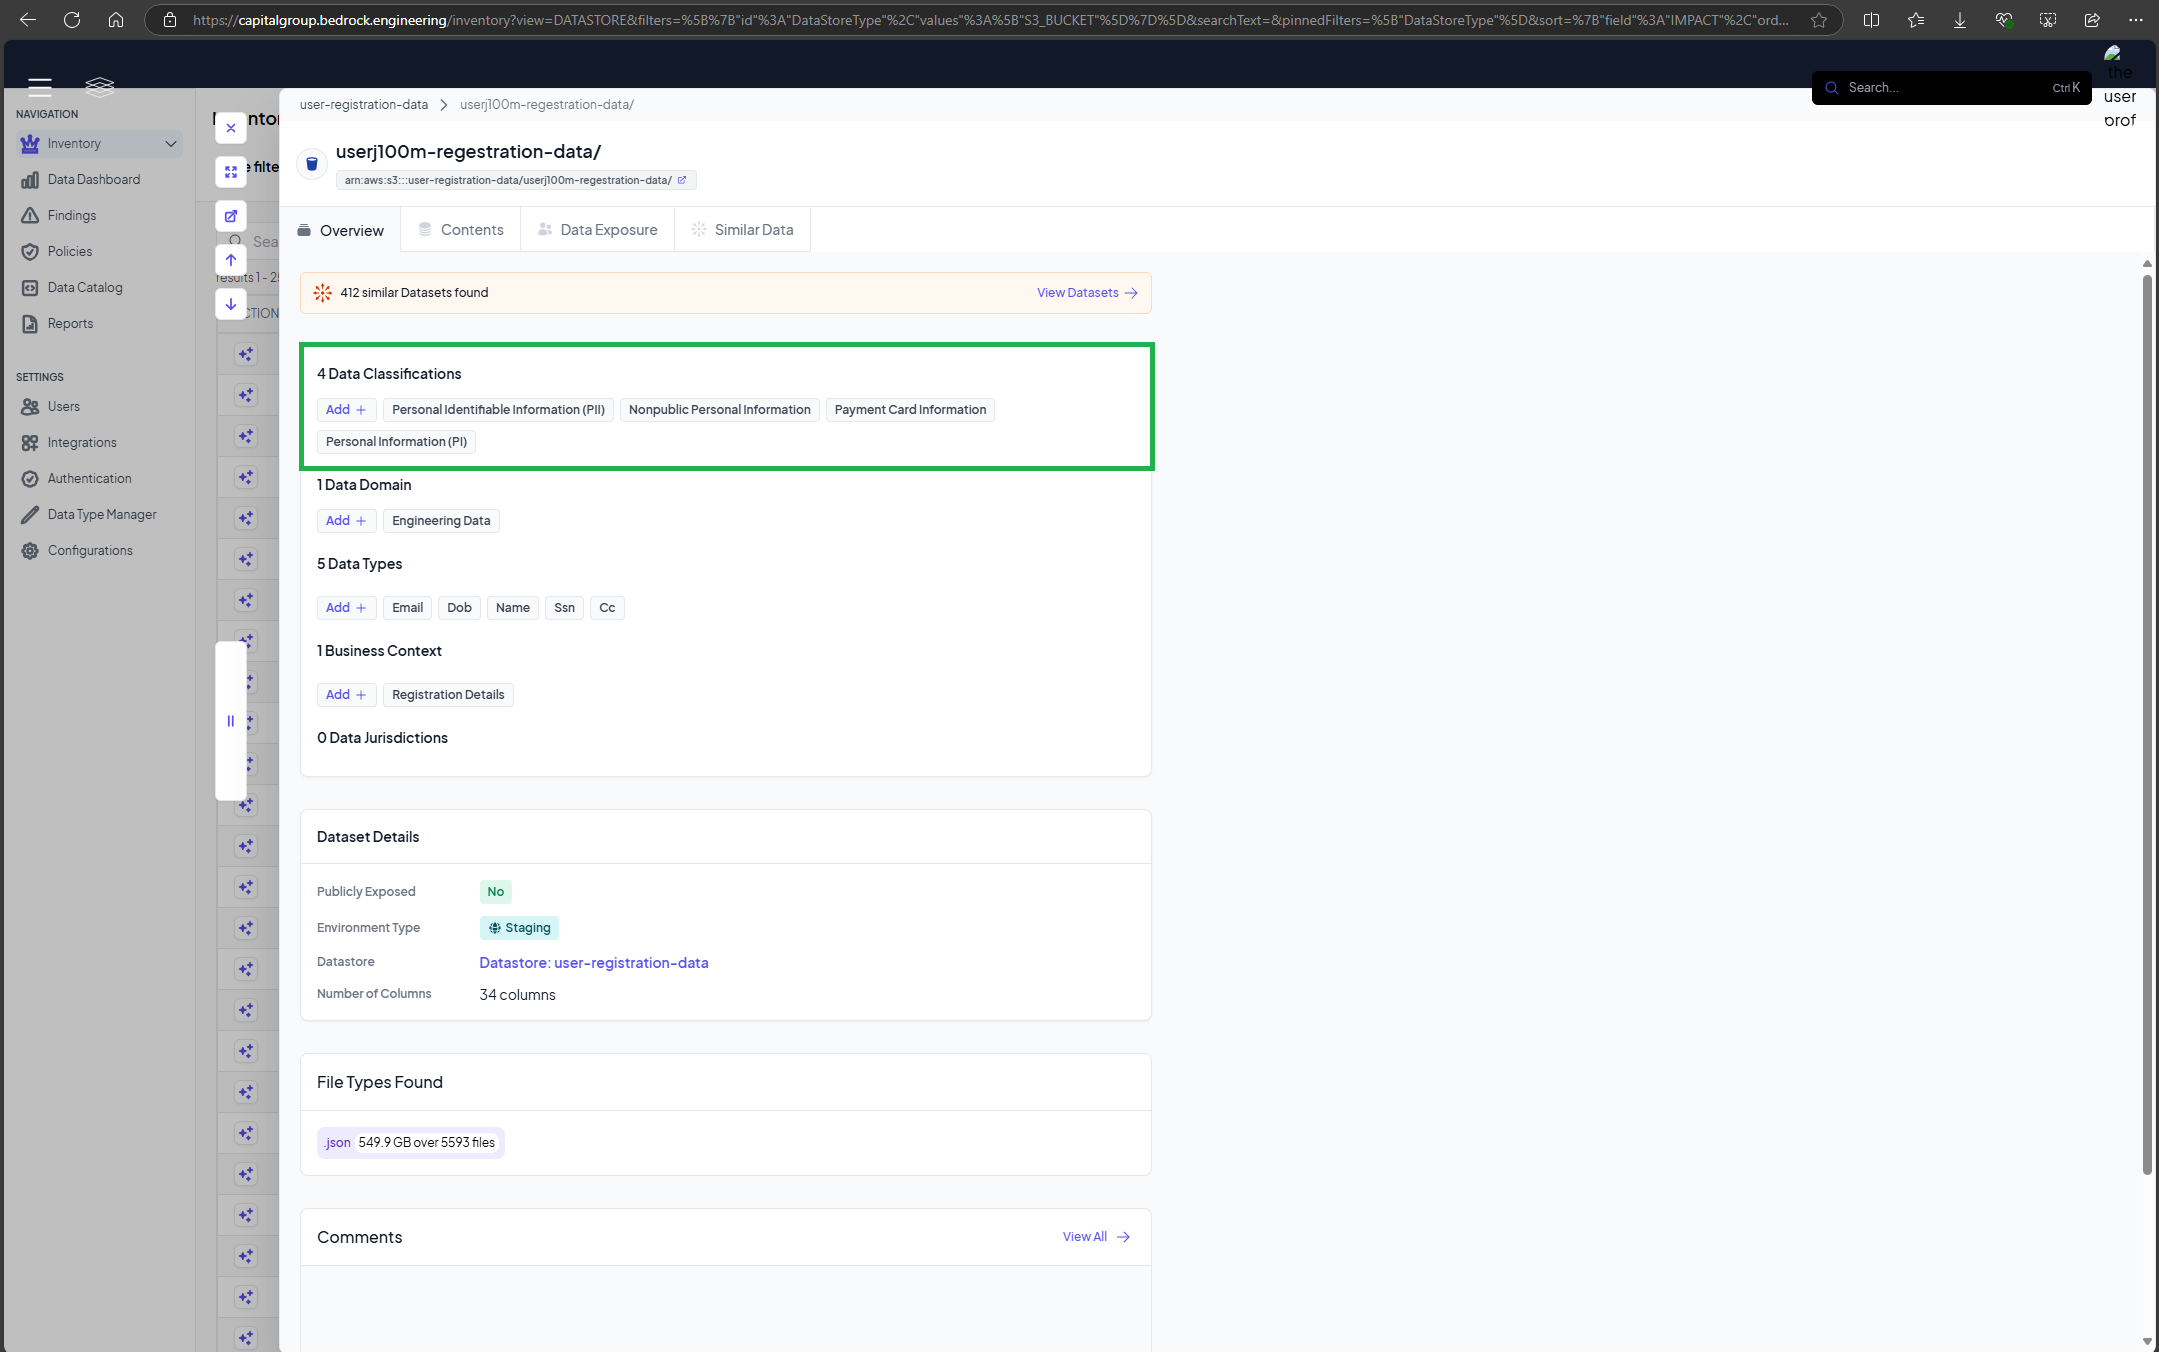 https://capitalgroup.bedrock.engineering/inventory?view=DATASTORE&filters=%5B%7B"id"%3A"DataStoreType"%2C"values"%3A%5B"S3_BUCKET"%5D%7D%5D&searchText=&pinnedFilters=%5B"DataStoreType"%5D&sort=%7B"field"%3A"IMPACT"%2C"ord...
Search... Ctrl K
the
user
prof
NAVIGATION
Inventory
Data Dashboard
Findings
Policies
Data Catalog
Reports
SETTINGS
Users
Integrations
Authentication
Data Type Manager
Configurations
e filte
Sea
results 1 - 2
CTION
user-registration-data > userj100m-regestration-data/
userj100m-regestration-data/
arn:aws:s3:::user-registration-data/userj100m-regestration-data/
Overview Contents Data Exposure Similar Data
412 similar Datasets found View Datasets →
4 Data Classifications
Add + Personal Identifiable Information (PII) Nonpublic Personal Information Payment Card Information
Personal Information (PI)
1 Data Domain
Add + Engineering Data
5 Data Types
Add + Email Dob Name Ssn Cc
1 Business Context
Add + Registration Details
0 Data Jurisdictions
Dataset Details
Publicly Exposed No
Environment Type Staging
Datastore Datastore: user-registration-data
Number of Columns 34 columns
File Types Found
.json 549.9 GB over 5593 files
Comments View All →